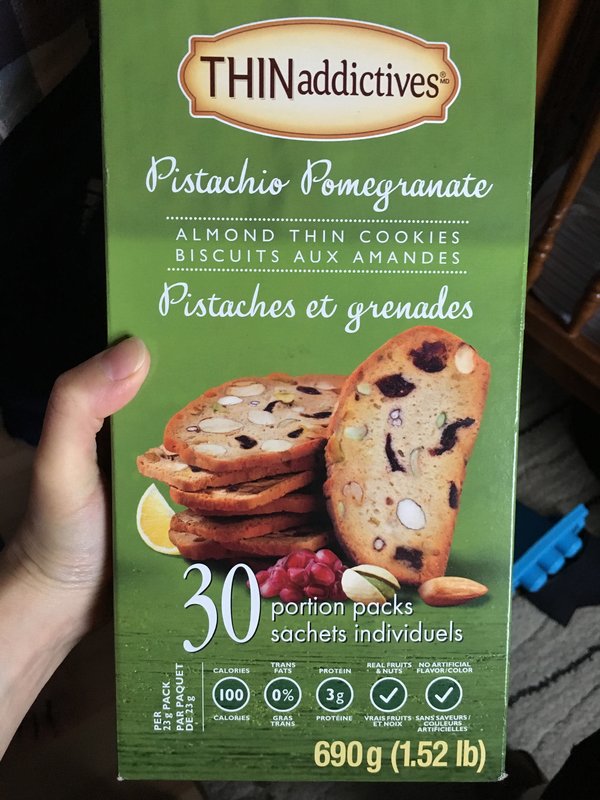 THINaddictives®
MD
Pistachio Pomegranate
ALMOND THIN COOKIES
BISCUITS AUX AMANDES
Pistaches et grenades
30 portion packs
sachets individuels
PER
23 g PACK
PAR PAQUET
DE 23 g
CALORIES
100
CALORIES
TRANS
FATS
0%
GRAS
TRANS
PROTEIN
3g
PROTÉINE
REAL FRUITS
& NUTS
VRAIS FRUITS
ET NOIX
NO ARTIFICIAL
FLAVOR/COLOR
SANS SAVEURS/
COULEURS
ARTIFICIELLES
690 g (1.52 lb)